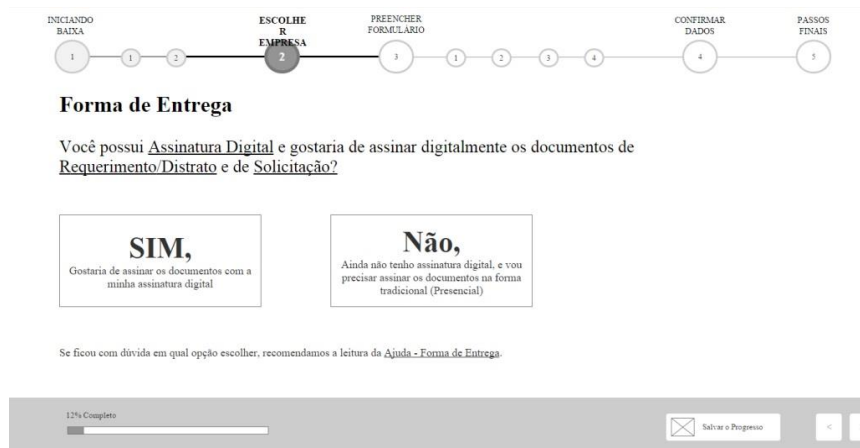 INICIANDO
BAIXA
ESCOLHE
R
EMPRESA
PREENCHER
FORMULÁRIO
CONFIRMAR
DADOS
PASSOS
FINAIS
1
1
2
2
3
1
2
3
4
4
5
Forma de Entrega
Você possui Assinatura Digital e gostaria de assinar digitalmente os documentos de
Requerimento/Distrato e de Solicitação?
SIM,
Gostaria de assinar os documentos com a
minha assinatura digital
Não,
Ainda não tenho assinatura digital, e vou
precisar assinar os documentos na forma
tradicional (Presencial)
Se ficou com dúvida em qual opção escolher, recomendamos a leitura da Ajuda - Forma de Entrega.
12% Completo
Salvar o Progresso
<